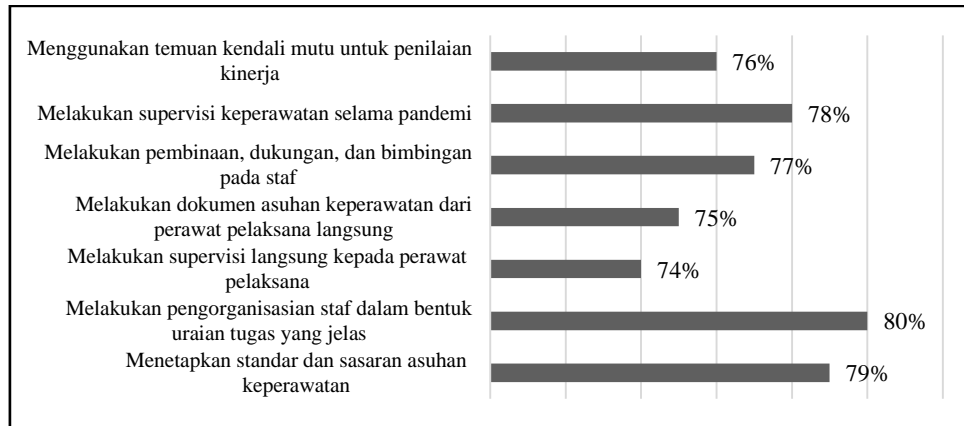 Menggunakan temuan kendali mutu untuk penilaian
kinerja
76%
Melakukan supervisi keperawatan selama pandemi
78%
Melakukan pembinaan, dukungan, dan bimbingan
pada staf
77%
Melakukan dokumen asuhan keperawatan dari
perawat pelaksana langsung
75%
Melakukan supervisi langsung kepada perawat
pelaksana
74%
Melakukan pengorganisasian staf dalam bentuk
uraian tugas yang jelas
80%
Menetapkan standar dan sasaran asuhan
keperawatan
79%